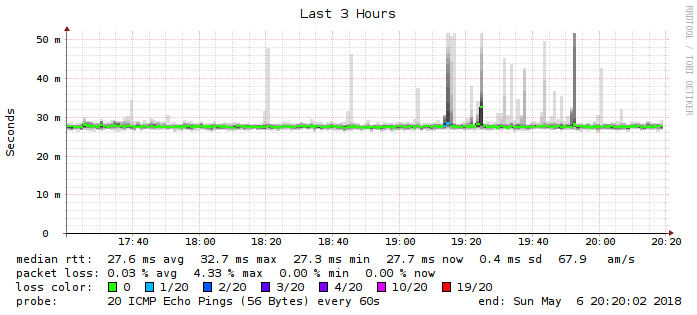 Last 3 Hours
RRDTOOL / TOBI OETIKER
Seconds
50 m
40 m
30 m
20 m
10 m
0
17:40 18:00 18:20 18:40 19:00 19:20 19:40 20:00 20:20
median rtt: 27.6 ms avg 32.7 ms max 27.3 ms min 27.7 ms now 0.4 ms sd 67.9 am/s
packet loss: 0.03 % avg 4.33 % max 0.00 % min 0.00 % now
loss color: 0 1/20 2/20 3/20 4/20 10/20 19/20
probe: 20 ICMP Echo Pings (56 Bytes) every 60s end: Sun May 6 20:20:02 2018